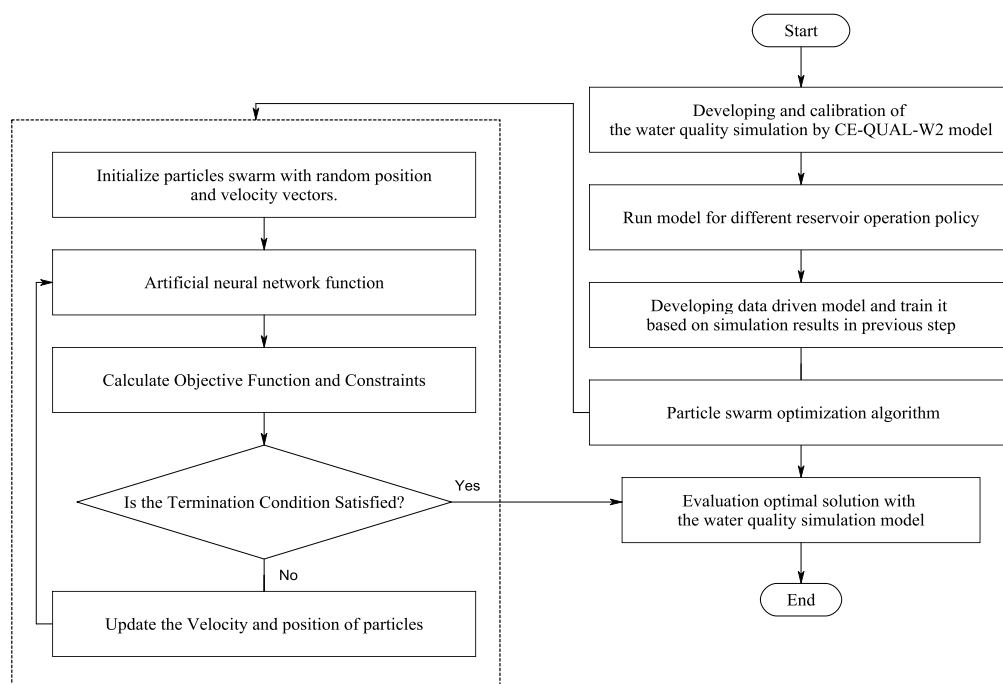 Start
Developing and calibration of
the water quality simulation by CE-QUAL-W2 model
Run model for different reservoir operation policy
Developing data driven model and train it
based on simulation results in previous step
Particle swarm optimization algorithm
Initialize particles swarm with random position
and velocity vectors.
Artificial neural network function
Calculate Objective Function and Constraints
Is the Termination Condition Satisfied?
Yes
No
Update the Velocity and position of particles
Evaluation optimal solution with
the water quality simulation model
End